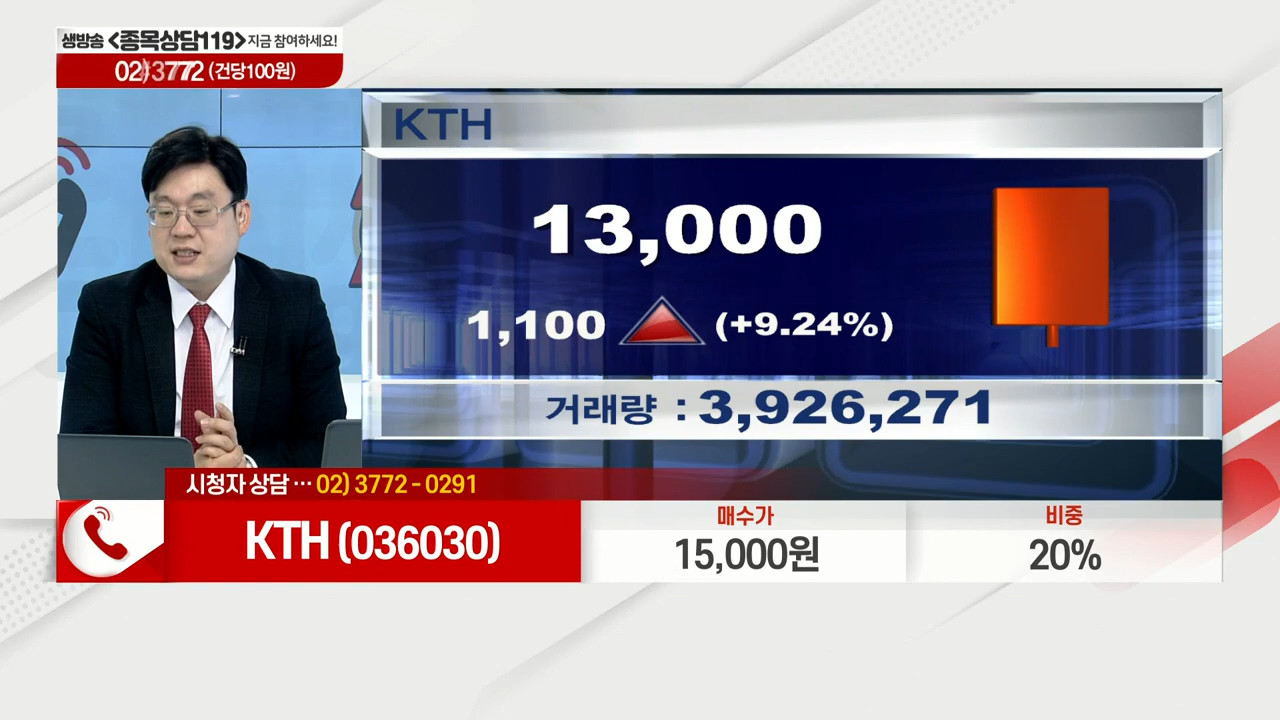 생방송 <종목상담119> 지금 참여하세요!
(건당100원)
KTH
13,000
1,100 ▲ (+9.24%)
거래량 : 3,926,271
시청자 상담 … 02) 3772 - 0291
KTH (036030)
매수가
15,000원
비중
20%